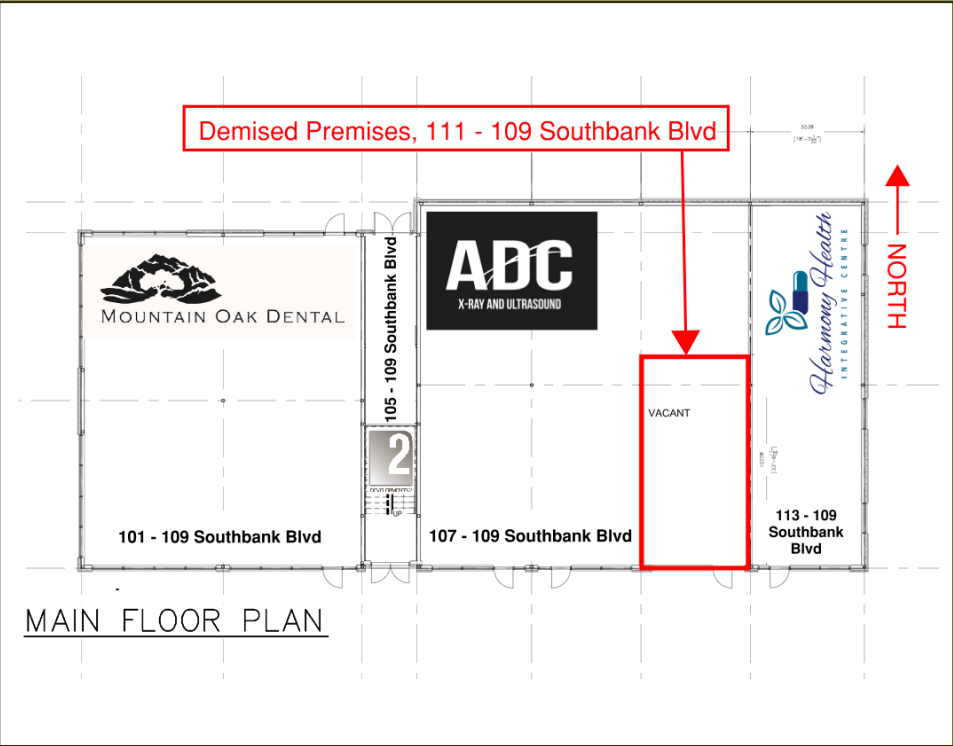 Demised Premises, 111 - 109 Southbank Blvd
5538
NORTH
MOUNTAIN OAK DENTAL
105 - 109 Southbank Blvd
ADC
X-RAY AND ULTRASOUND
Harmony Health
INTEGRATIVE CENTRE
VACANT
2
DEVELOPMENTS
UP
101 - 109 Southbank Blvd
107 - 109 Southbank Blvd
113 - 109
Southbank
Blvd
MAIN FLOOR PLAN